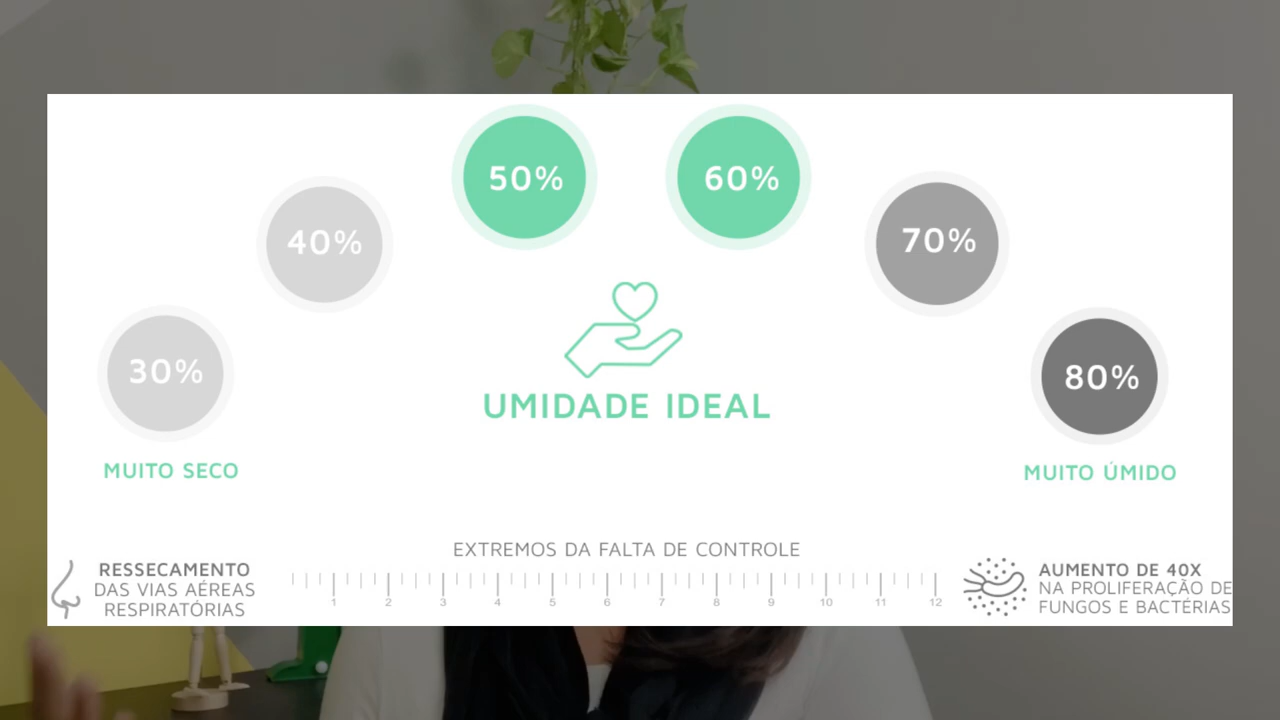 50%
60%
40%
70%
30%
80%
UMIDADE IDEAL
MUITO SECO
MUITO ÚMIDO
EXTREMOS DA FALTA DE CONTROLE
RESSECAMENTO
DAS VIAS AÉREAS
RESPIRATÓRIAS
1 2 3 4 5 6 7 8 9 10 11 12
AUMENTO DE 40X
NA PROLIFERAÇÃO DE
FUNGOS E BACTÉRIAS